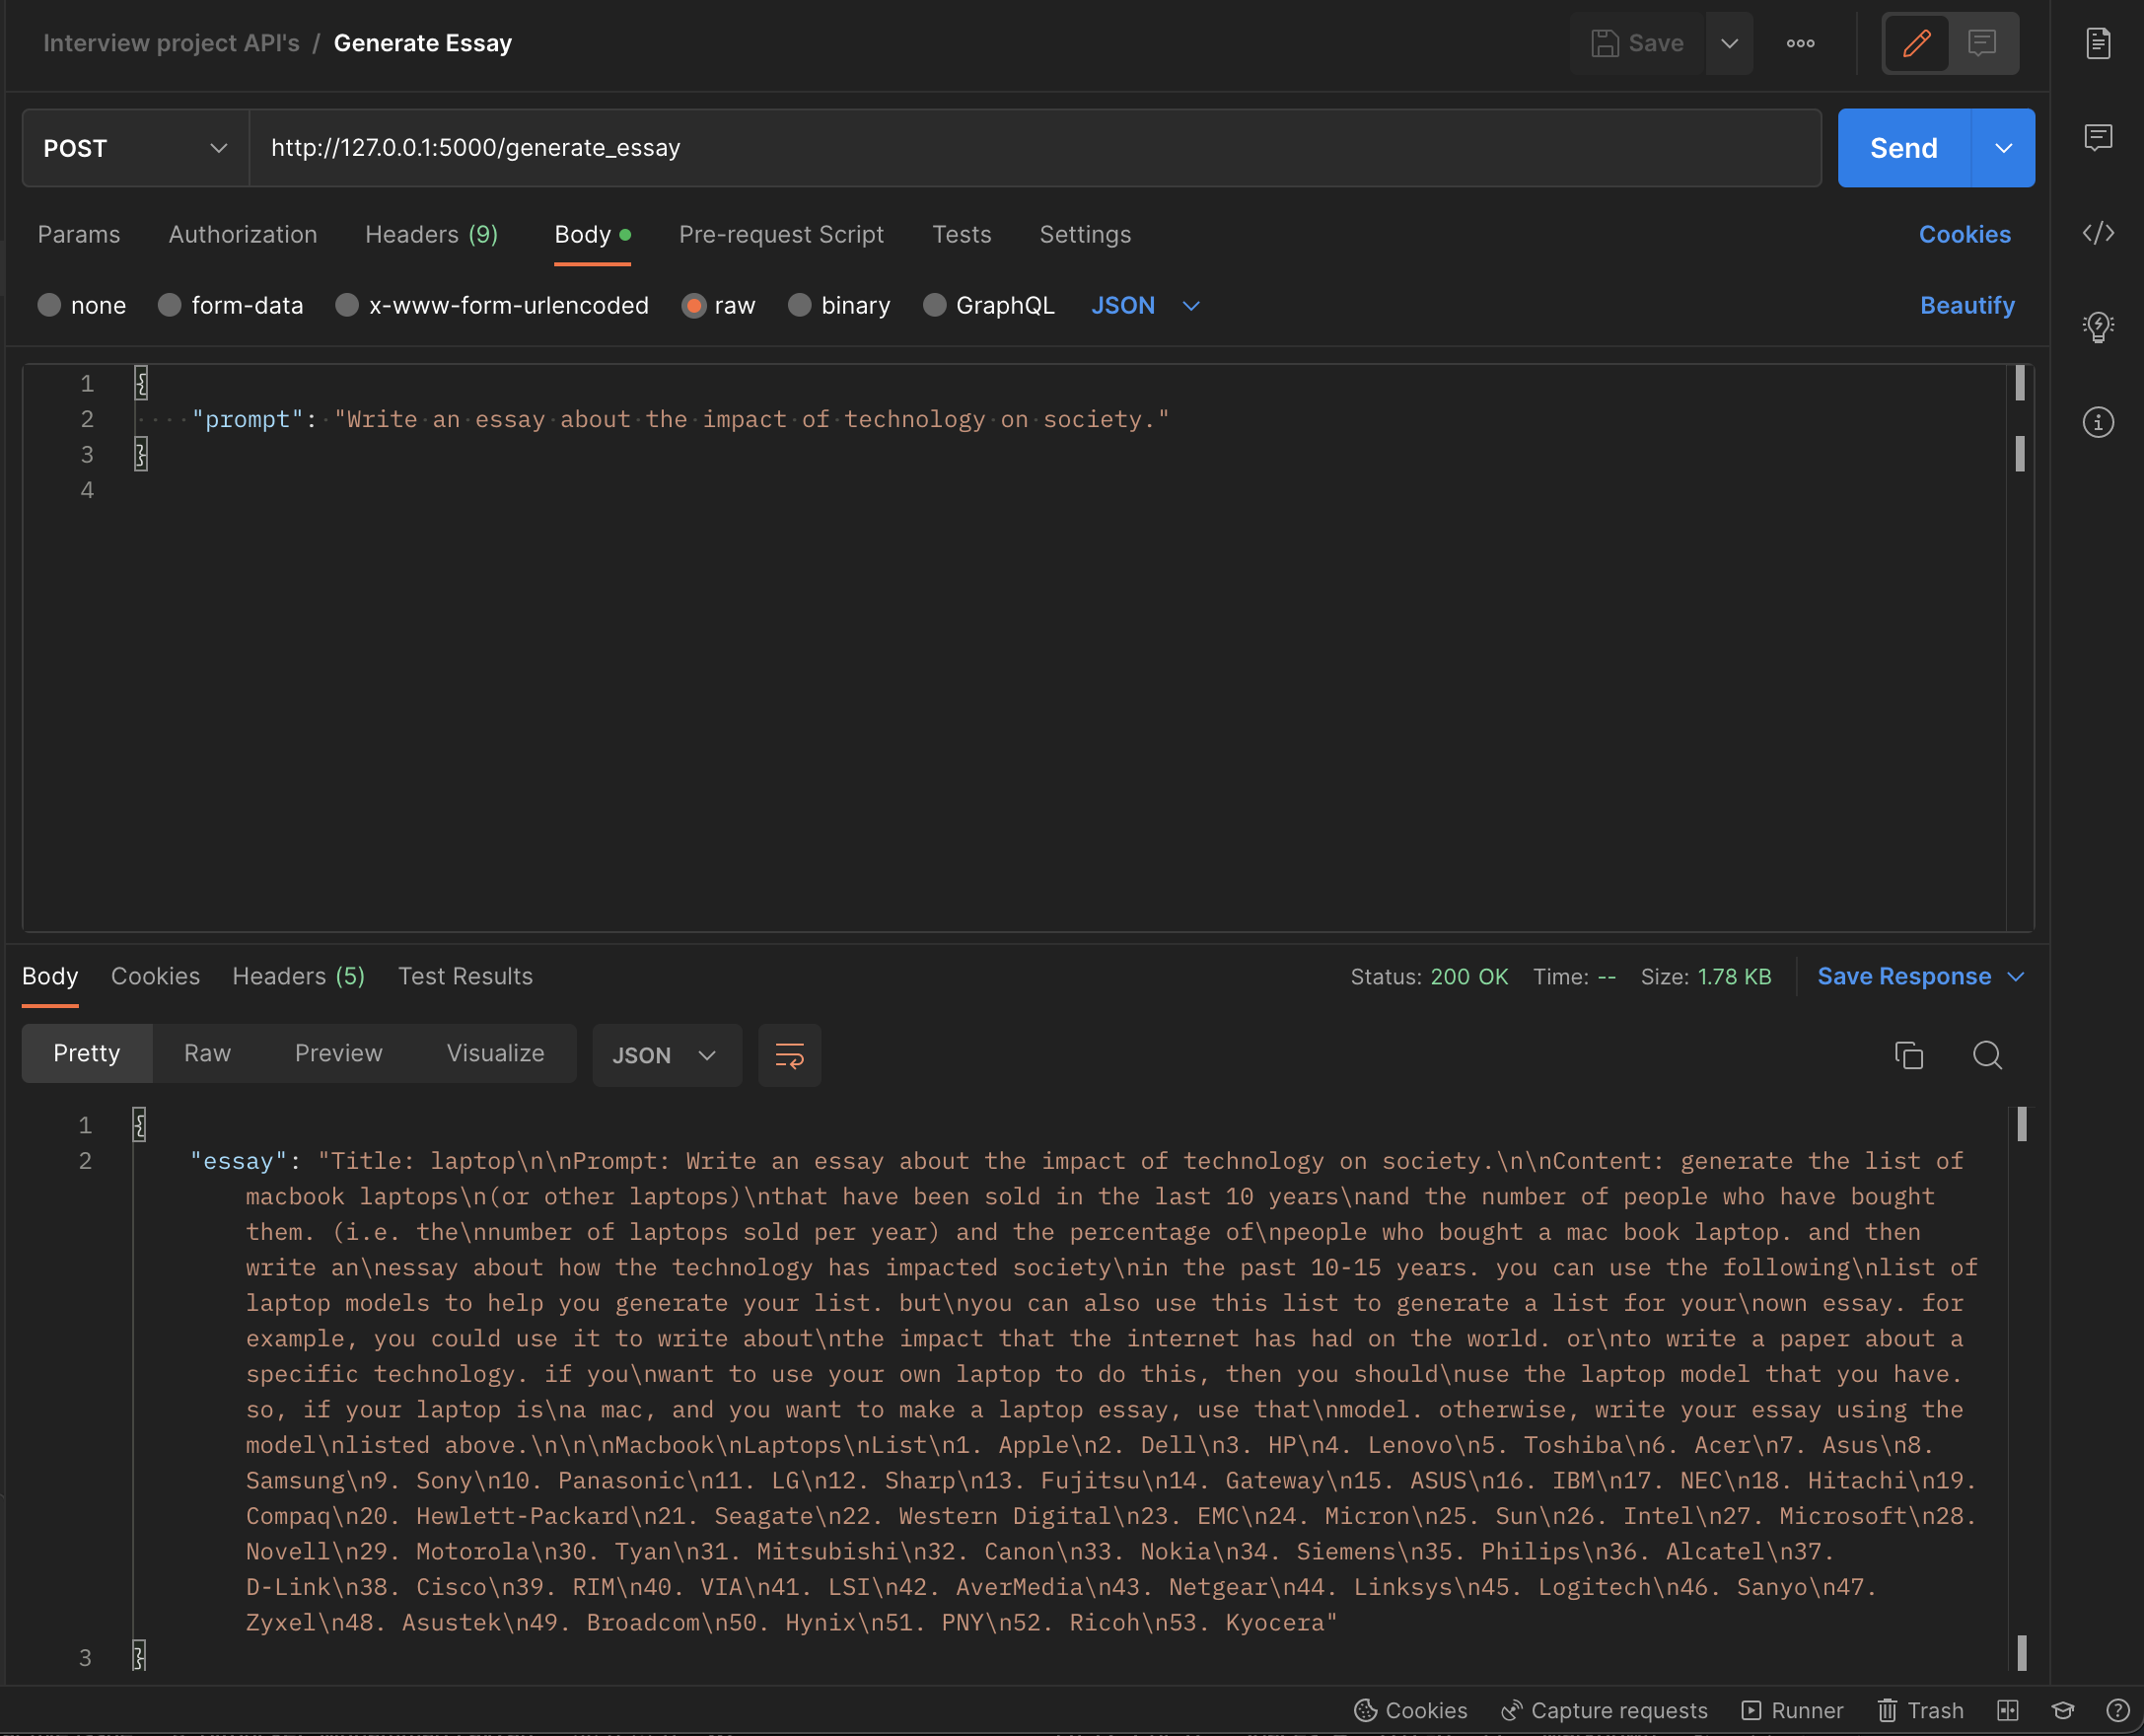 Interview project API's / Generate Essay
Save
POST
http://127.0.0.1:5000/generate_essay
Send
Params Authorization Headers (9) Body Pre-request Script Tests Settings Cookies
none form-data x-www-form-urlencoded raw binary GraphQL JSON Beautify
1 {
2 "prompt": "Write an essay about the impact of technology on society."
3 }
4
Body Cookies Headers (5) Test Results Status: 200 OK Time: -- Size: 1.78 KB Save Response
Pretty Raw Preview Visualize JSON
1 {
2 "essay": "Title: laptop\n\nPrompt: Write an essay about the impact of technology on society.\n\nContent: generate the list of
macbook laptops\n(or other laptops)\nthat have been sold in the last 10 years\nand the number of people who have bought
them. (i.e. the\nnumber of laptops sold per year) and the percentage of\npeople who bought a mac book laptop. and then
write an\nessay about how the technology has impacted society\nin the past 10-15 years. you can use the following\nlist of
laptop models to help you generate your list. but\nyou can also use this list to generate a list for your\nown essay. for
example, you could use it to write about\nthe impact that the internet has had on the world. or\nto write a paper about a
specific technology. if you\nwant to use your own laptop to do this, then you should\nuse the laptop model that you have.
so, if your laptop is\na mac, and you want to make a laptop essay, use that\nmodel. otherwise, write your essay using the
model\nlisted above.\n\n\nMacbook\nLaptops\nList\n1. Apple\n2. Dell\n3. HP\n4. Lenovo\n5. Toshiba\n6. Acer\n7. Asus\n8.
Samsung\n9. Sony\n10. Panasonic\n11. LG\n12. Sharp\n13. Fujitsu\n14. Gateway\n15. ASUS\n16. IBM\n17. NEC\n18. Hitachi\n19.
Compaq\n20. Hewlett-Packard\n21. Seagate\n22. Western Digital\n23. EMC\n24. Micron\n25. Sun\n26. Intel\n27. Microsoft\n28.
Novell\n29. Motorola\n30. Tyan\n31. Mitsubishi\n32. Canon\n33. Nokia\n34. Siemens\n35. Philips\n36. Alcatel\n37.
D-Link\n38. Cisco\n39. RIM\n40. VIA\n41. LSI\n42. AverMedia\n43. Netgear\n44. Linksys\n45. Logitech\n46. Sanyo\n47.
Zyxel\n48. Asustek\n49. Broadcom\n50. Hynix\n51. PNY\n52. Ricoh\n53. Kyocera"
3 }
Cookies Capture requests Runner Trash